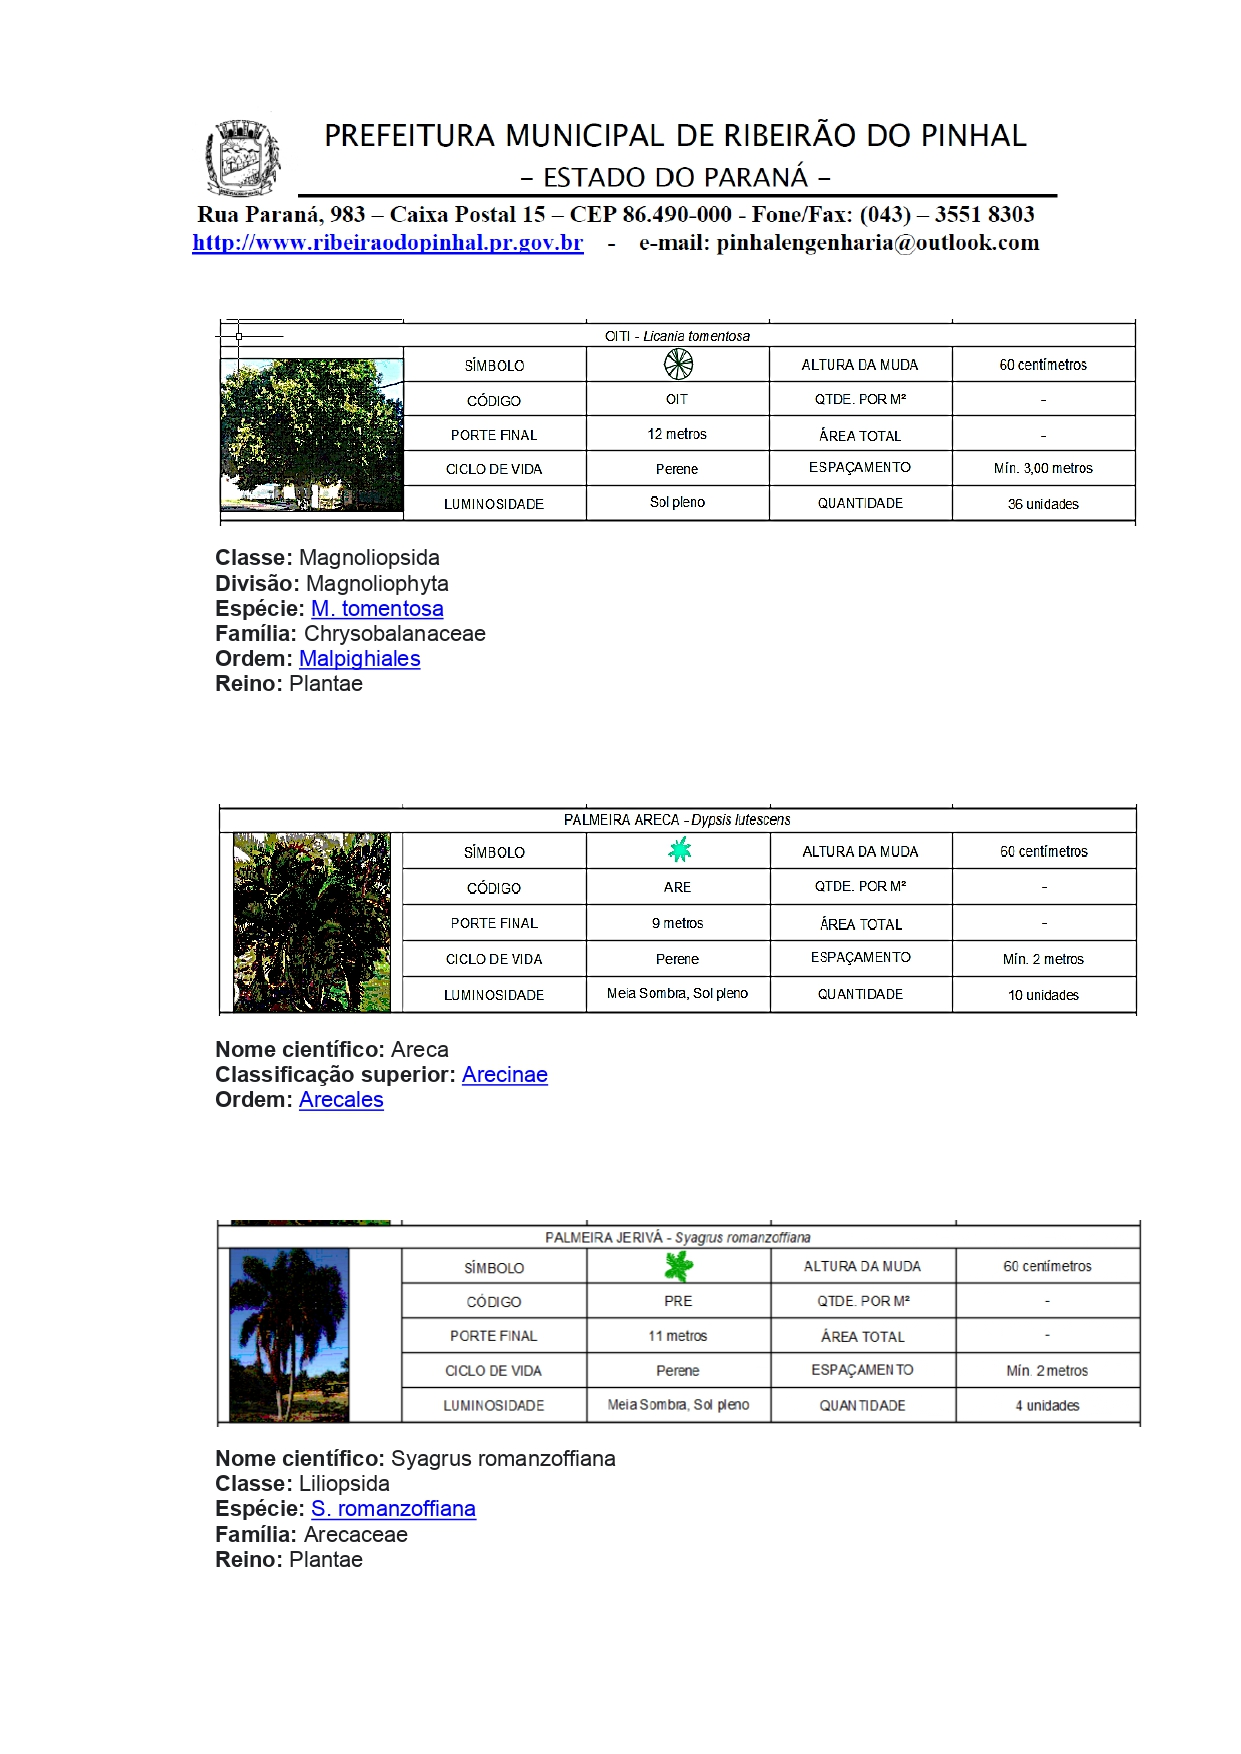 PREFEITURA MUNICIPAL DE RIBEIRÃO DO PINHAL
– ESTADO DO PARANÁ –
Rua Paraná, 983 – Caixa Postal 15 – CEP 86.490-000 - Fone/Fax: (043) – 3551 8303
http://www.ribeiraodopinhal.pr.gov.br - e-mail: pinhalengenharia@outlook.com
OITI - Licania tomentosa
SÍMBOLO ALTURA DA MUDA 60 centímetros
CÓDIGO OIT QTDE. POR M² -
PORTE FINAL 12 metros ÁREA TOTAL -
CICLO DE VIDA Perene ESPAÇAMENTO Mín. 3,00 metros
LUMINOSIDADE Sol pleno QUANTIDADE 36 unidades
Classe: Magnoliopsida
Divisão: Magnoliophyta
Espécie: M. tomentosa
Família: Chrysobalanaceae
Ordem: Malpighiales
Reino: Plantae
PALMEIRA ARECA - Dypsis lutescens
SÍMBOLO ALTURA DA MUDA 60 centímetros
CÓDIGO ARE QTDE. POR M² -
PORTE FINAL 9 metros ÁREA TOTAL -
CICLO DE VIDA Perene ESPAÇAMENTO Mín. 2 metros
LUMINOSIDADE Meia Sombra, Sol pleno QUANTIDADE 10 unidades
Nome científico: Areca
Classificação superior: Arecinae
Ordem: Arecales
PALMEIRA JERIVÁ - Syagrus romanzoffiana
SÍMBOLO ALTURA DA MUDA 60 centímetros
CÓDIGO PRE QTDE. POR M² -
PORTE FINAL 11 metros ÁREA TOTAL -
CICLO DE VIDA Perene ESPAÇAMENTO Mín. 2 metros
LUMINOSIDADE Meia Sombra, Sol pleno QUANTIDADE 4 unidades
Nome científico: Syagrus romanzoffiana
Classe: Liliopsida
Espécie: S. romanzoffiana
Família: Arecaceae
Reino: Plantae